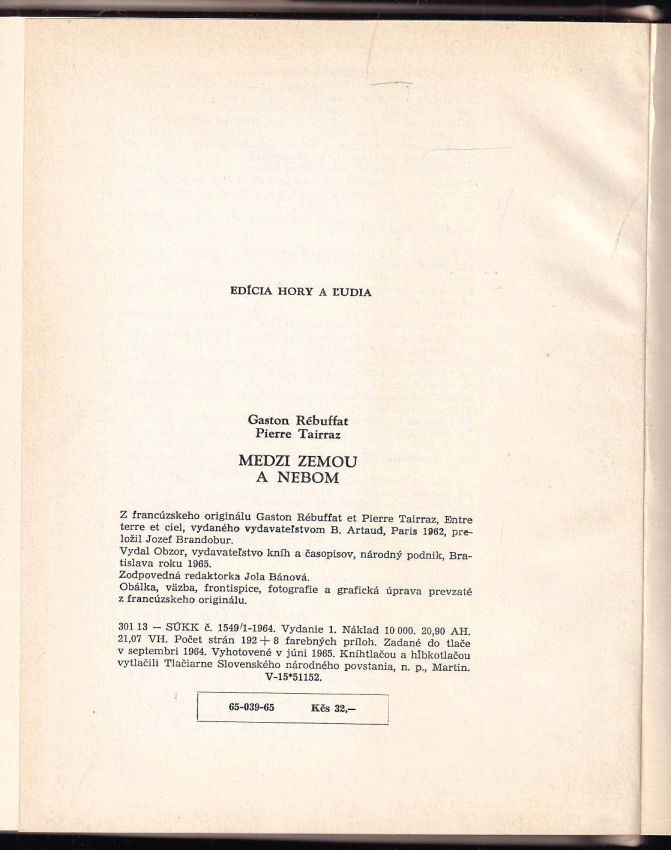 EDÍCIA HORY A ĽUDIA
Gaston Rébuffat
Pierre Tairraz
MEDZI ZEMOU
A NEBOM
Z francúzskeho originálu Gaston Rébuffat et Pierre Tairraz, Entre
terre et ciel, vydaného vydavateľstvom B. Artaud, Paris 1962, pre-
ložil Jozef Brandobur.
Vydal Obzor, vydavateľstvo kníh a časopisov, národný podnik, Bra-
tislava roku 1965.
Zodpovedná redaktorka Jola Bánová.
Obálka, väzba, frontispice, fotografie a grafická úprava prevzaté
z francúzskeho originálu.
301 13 — SÚKK č. 1549/1-1964. Vydanie 1. Náklad 10 000. 20,90 AH.
21,07 VH. Počet strán 192 + 8 farebných príloh. Zadané do tlače
v septembri 1964. Vyhotovené v júni 1965. Kníhtlačou a hĺbkotlačou
vytlačili Tlačiarne Slovenského národného povstania, n. p., Martin.
V-15*51152.
65-039-65 Kčs 32,—